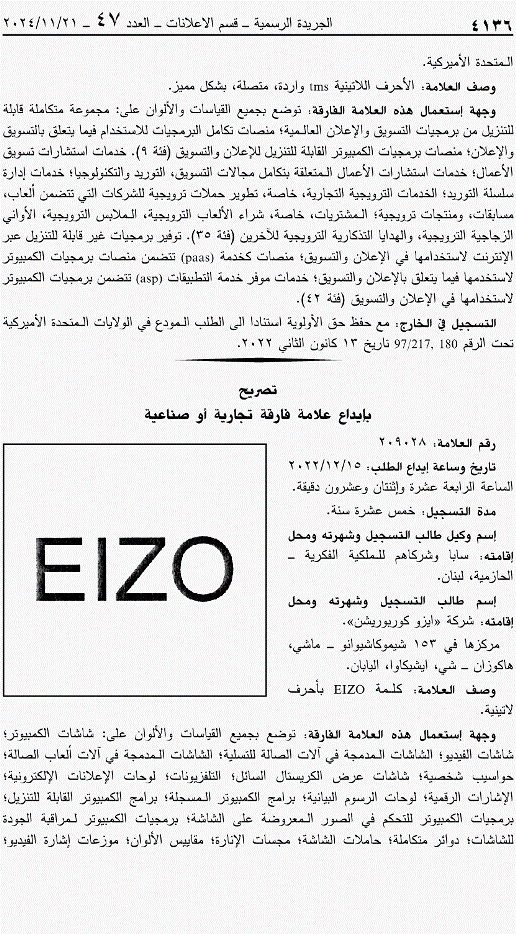 ٤١٣٦ الجريدة الرسمية ـ قسم الاعلانات ـ العدد ٤٧ ـ ٢٠٢٤/١١/٢١
المتحدة الأميركية.
وصف العلامة: الأحرف اللاتينية tms واردة، متصلة، بشكل مميز.
وجهة إستعمال هذه العلامة الفارقة: توضع بجميع القياسات والألوان على: مجموعة متكاملة قابلة
للتنزيل من برمجيات التسويق والإعلان العالمية؛ منصات تكامل البرمجيات للاستخدام فيما يتعلق بالتسويق
والإعلان؛ منصات برمجيات الكمبيوتر القابلة للتنزيل للإعلان والتسويق (فئة ٩). خدمات استشارات تسويق
الأعمال؛ خدمات استشارات الأعمال المتعلقة بتكامل مجالات التسويق، التوريد والتكنولوجيا؛ خدمات إدارة
سلسلة التوريد؛ الخدمات الترويجية التجارية، خاصة، تطوير حملات ترويجية للشركات التي تتضمن ألعاب،
مسابقات، ومنتجات ترويجية؛ المشتريات، خاصة، شراء الألعاب الترويجية، الملابس الترويجية، الأواني
الزجاجية الترويجية، والهدايا التذكارية الترويجية للآخرين (فئة ٣٥). توفير برمجيات غير قابلة للتنزيل عبر
الإنترنت لاستخدامها في الإعلان والتسويق؛ منصات كخدمة (paas) تتضمن منصات برمجيات الكمبيوتر
لاستخدمها فيما يتعلق بالإعلان والتسويق؛ خدمات موفر خدمة التطبيقات (asp) تتضمن برمجيات الكمبيوتر
لاستخدامها في الإعلان والتسويق (فئة ٤٢).
التسجيل في الخارج: مع حفظ حق الأولوية استنادا الى الطلب المودع في الولايات المتحدة الأميركية
تحت الرقم 97/217, 180 تاريخ ١٣ كانون الثاني ٢٠٢٢.
تصريح
بإيداع علامة فارقة تجارية أو صناعية
رقم العلامة: ٢٠٩٠٢٨
تاريخ وساعة إيداع الطلب: ٢٠٢٢/١٢/١٥
الساعة الرابعة عشرة وإثنتان وعشرون دقيقة.
مدة التسجيل: خمس عشرة سنة.
إسم وكيل طالب التسجيل وشهرته ومحل
إقامته: سابا وشركاهم للملكية الفكرية ـ
الحازمية، لبنان.
إسم طالب التسجيل وشهرته ومحل
إقامته: شركة «ايزو كوربوريشن».
مركزها في ١٥٣ شيموكاشيوانو ـ ماشي،
هاكوزان ـ شي، ايشيكاوا، اليابان.
وصف العلامة: كلمة EIZO بأحرف
لاتينية.
EIZO
وجهة إستعمال هذه العلامة الفارقة: توضع بجميع القياسات والألوان على: شاشات الكمبيوتر؛
شاشات الفيديو؛ الشاشات المدمجة في آلات الصالة للتسلية؛ الشاشات المدمجة في آلات ألعاب الصالة؛
حواسيب شخصية؛ شاشات عرض الكريستال السائل؛ التلفزيونات؛ لوحات الإعلانات الإلكترونية؛
الإشارات الرقمية؛ لوحات الرسوم البيانية؛ برامج الكمبيوتر المسجلة؛ برامج الكمبيوتر القابلة للتنزيل؛
برمجيات الكمبيوتر للتحكم في الصور المعروضة على الشاشة؛ برمجيات الكمبيوتر لمراقبة الجودة
للشاشات؛ دوائر متكاملة؛ حاملات الشاشة؛ مجسات الإنارة؛ مقاييس الألوان؛ موزعات إشارة الفيديو؛